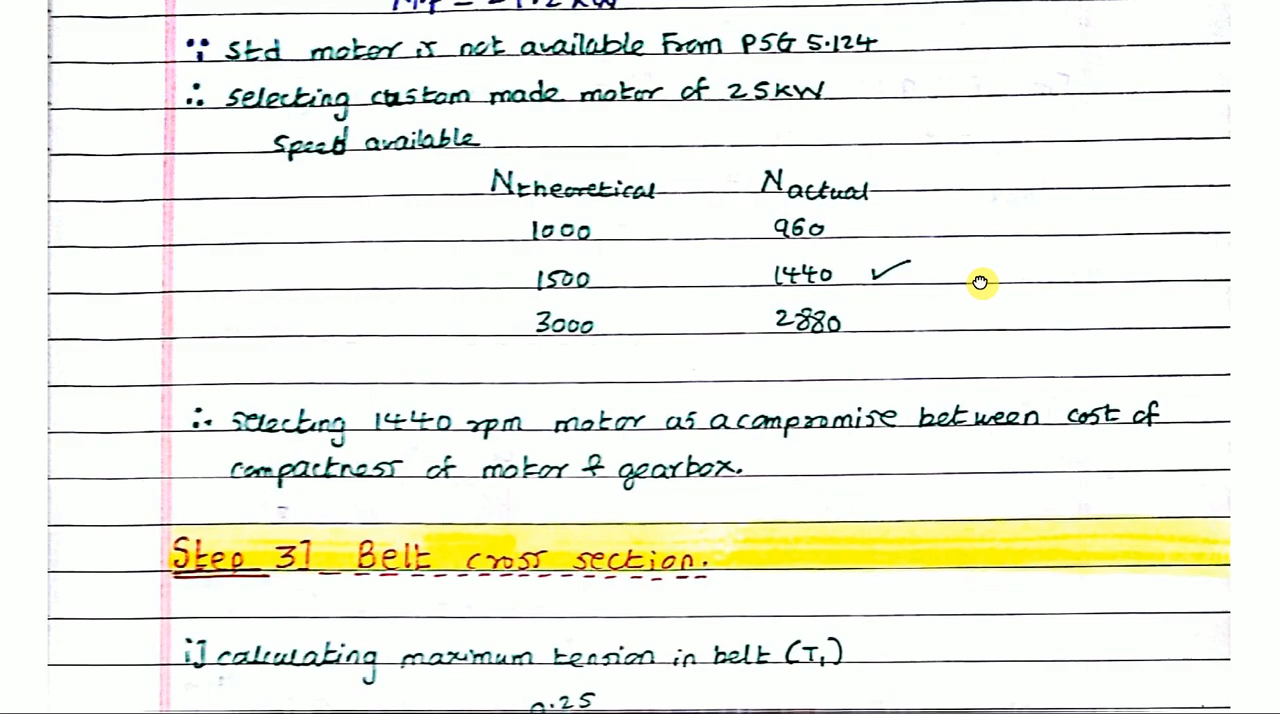 ∵ Std motor is not available From PSG 5.124
∴ selecting custom made motor of 25KW
Speed available
Ntheoretical Nactual
1000 960
1500 1440 ✓
3000 2880
∴ selecting 1440 rpm motor as a compromise between cost of
compactness of motor & gearbox.
Step 3] Belt cross section.
i] calculating maximum tension in belt (T₁)
0.25